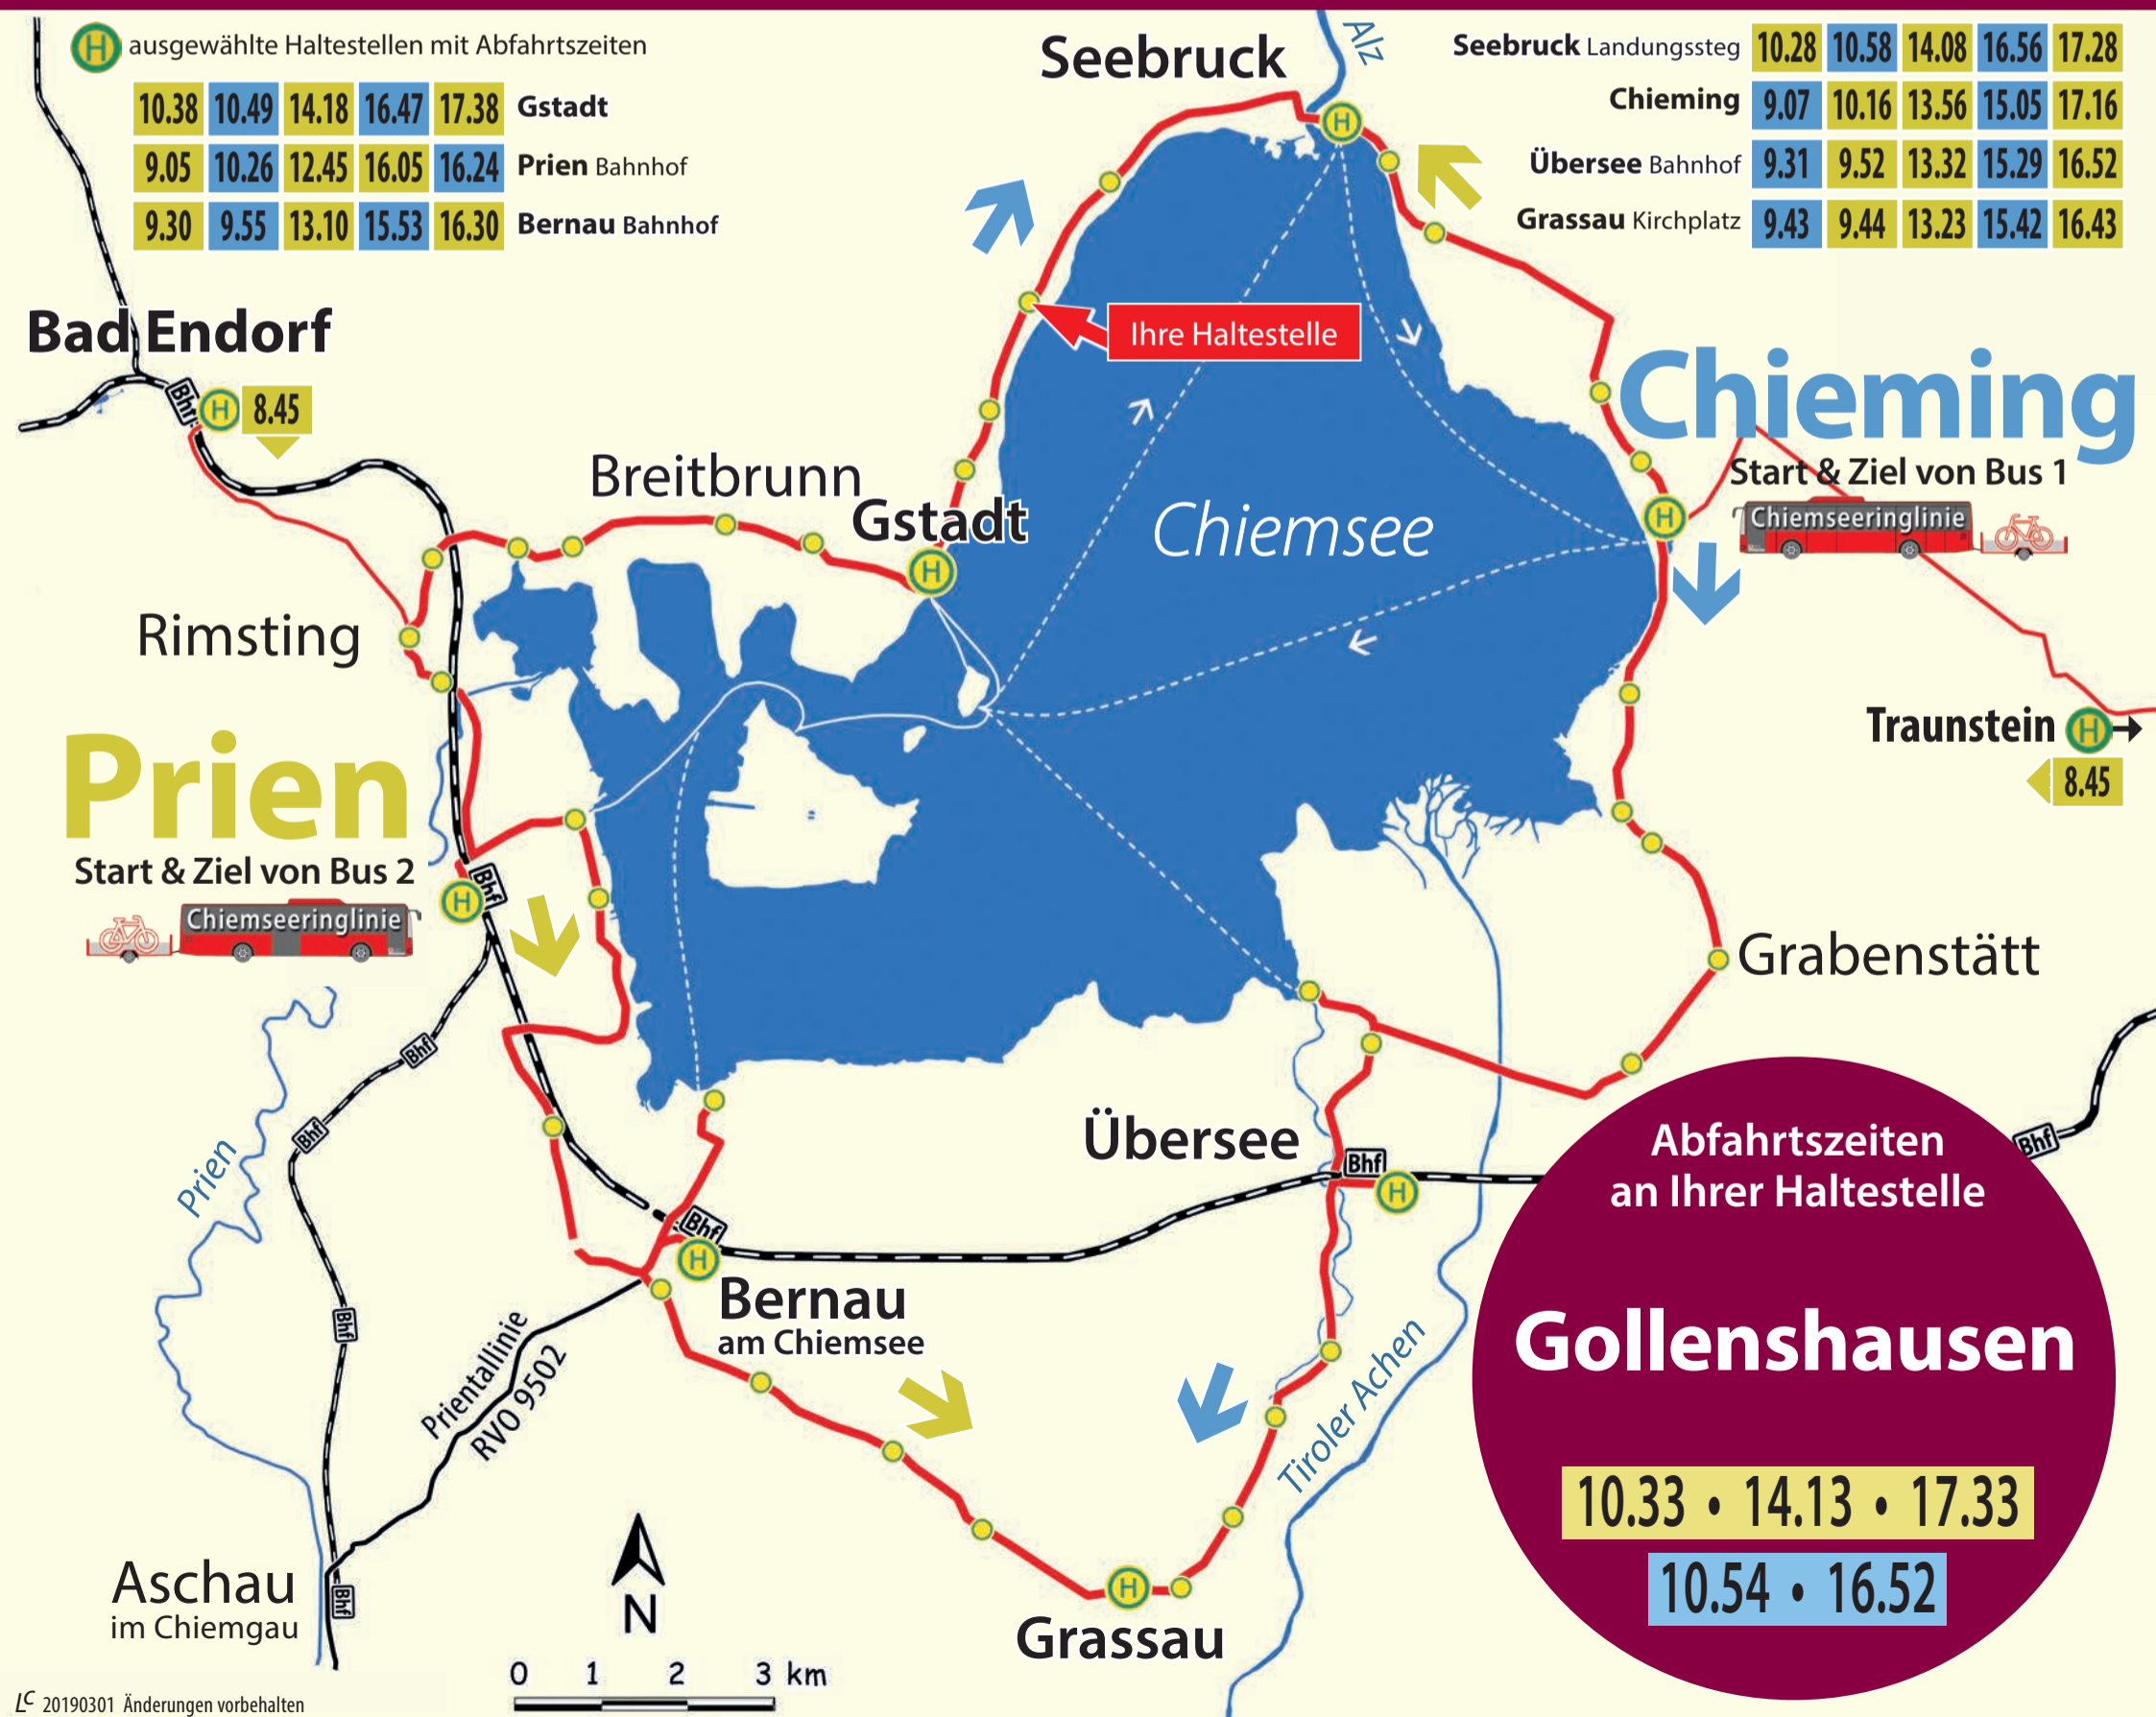 H ausgewählte Haltestellen mit Abfahrtszeiten
10.38 10.49 14.18 16.47 17.38 Gstadt
9.05 10.26 12.45 16.05 16.24 Prien Bahnhof
9.30 9.55 13.10 15.53 16.30 Bernau Bahnhof
Seebruck
Alz
Seebruck Landungssteg 10.28 10.58 14.08 16.56 17.28
Chieming 9.07 10.16 13.56 15.05 17.16
Übersee Bahnhof 9.31 9.52 13.32 15.29 16.52
Grassau Kirchplatz 9.43 9.44 13.23 15.42 16.43
H
Bad Endorf
Bhf
H 8.45
Ihre Haltestelle
Chieming
Start & Ziel von Bus 1
Chiemseeringlinie
H
Breitbrunn
Gstadt
H
Chiemsee
Rimsting
Traunstein H
8.45
Prien
Start & Ziel von Bus 2
Chiemseeringlinie
Bhf
H
Grabenstätt
Bhf
Bhf
Prien
Übersee
Bhf
H
Bhf
Bhf
H
Bernau
am Chiemsee
Bhf
Prientallinie
RVO 9502
Tiroler Achen
Abfahrtszeiten
an Ihrer Haltestelle
Gollenshausen
10.33 • 14.13 • 17.33
10.54 • 16.52
Aschau
im Chiemgau
Bhf
N
H
Grassau
0 1 2 3 km
LC 20190301 Änderungen vorbehalten